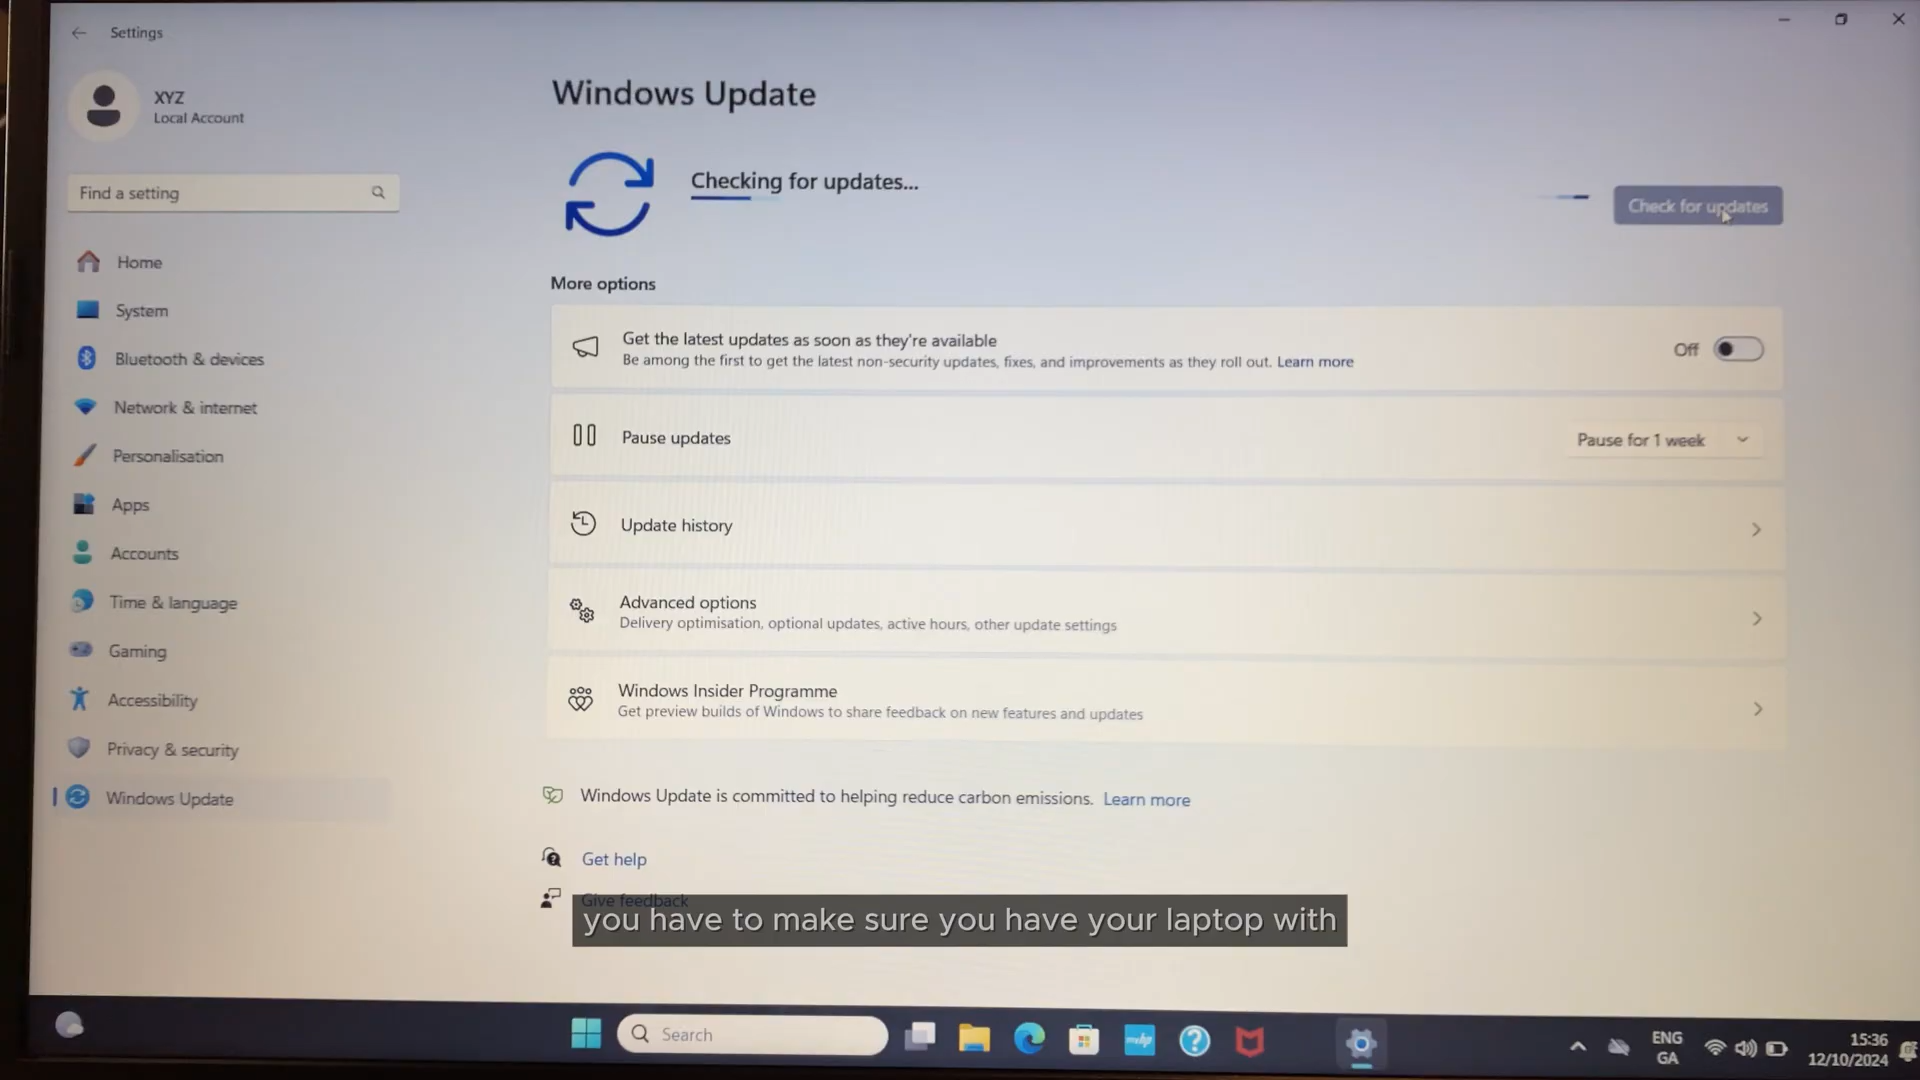 Settings
XYZ
Local Account
Find a setting
Home
System
Bluetooth & devices
Network & internet
Personalisation
Apps
Accounts
Time & language
Gaming
Accessibility
Privacy & security
Windows Update
Windows Update
Checking for updates...
Check for updates
More options
Get the latest updates as soon as they're available
Be among the first to get the latest non-security updates, fixes, and improvements as they roll out. Learn more
Off
Pause updates
Pause for 1 week
Update history
Advanced options
Delivery optimisation, optional updates, active hours, other update settings
Windows Insider Programme
Get preview builds of Windows to share feedback on new features and updates
Windows Update is committed to helping reduce carbon emissions. Learn more
Get help
Give feedback
you have to make sure you have your laptop with
Search
myhp
ENG
GA
15:36
12/10/2024